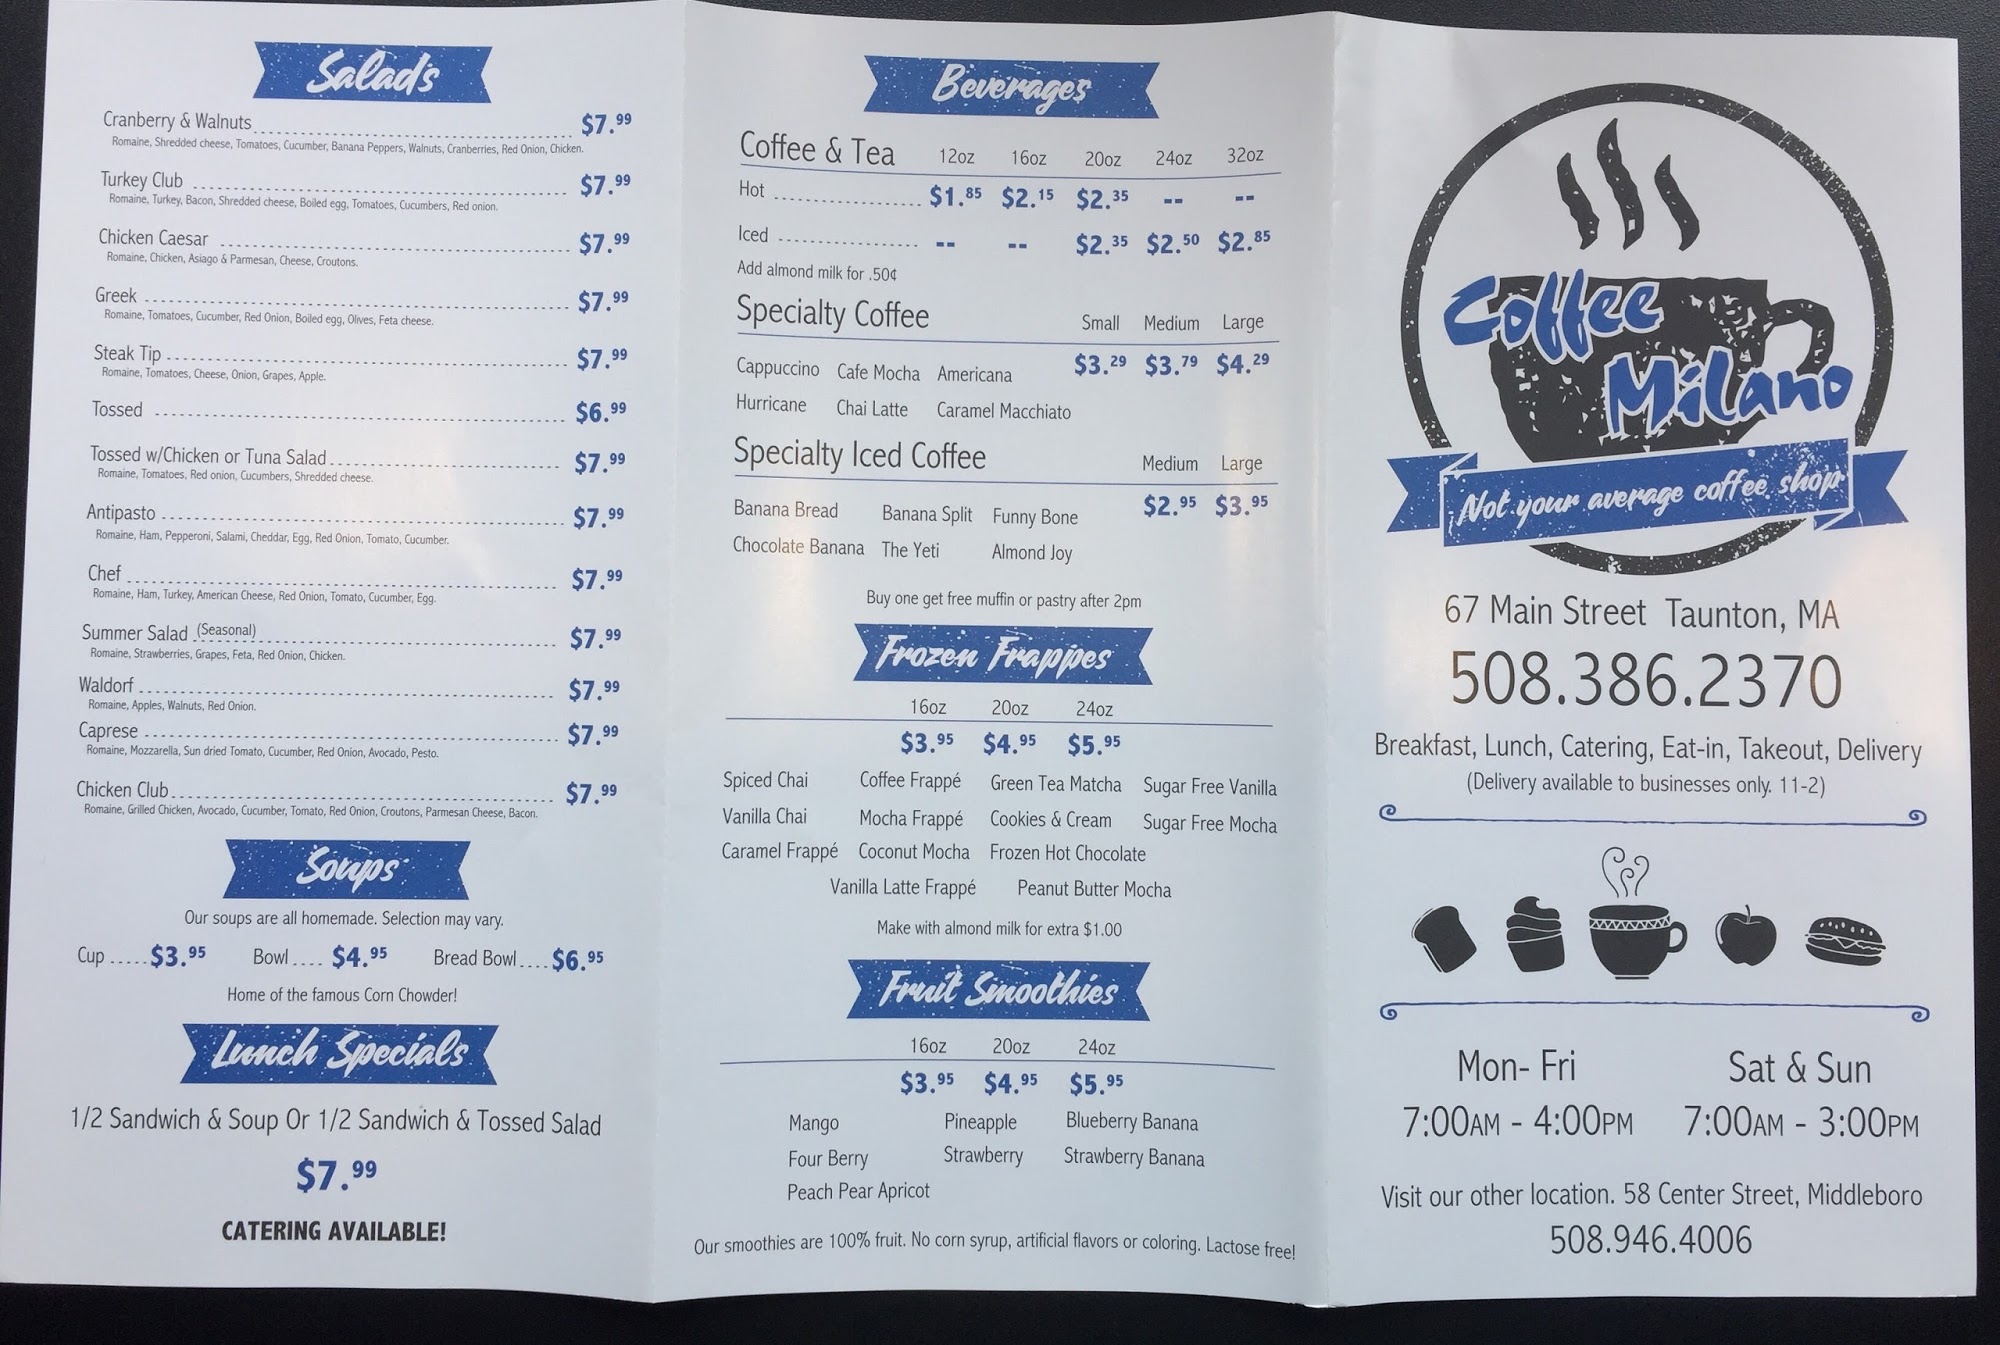 Salads
Cranberry & Walnuts $7.99
Romaine, Shredded cheese, Tomatoes, Cucumber, Banana Peppers, Walnuts, Cranberries, Red Onion, Chicken.
Turkey Club $7.99
Romaine, Turkey, Bacon, Shredded cheese, Boiled egg, Tomatoes, Cucumbers, Red onion.
Chicken Caesar $7.99
Romaine, Chicken, Asiago & Parmesan, Cheese, Croutons.
Greek $7.99
Romaine, Tomatoes, Cucumber, Red Onion, Boiled egg, Olives, Feta cheese.
Steak Tip $7.99
Romaine, Tomatoes, Cheese, Onion, Grapes, Apple.
Tossed $6.99
Tossed w/Chicken or Tuna Salad $7.99
Romaine, Tomatoes, Red onion, Cucumbers, Shredded cheese.
Antipasto $7.99
Romaine, Ham, Pepperoni, Salami, Cheddar, Egg, Red Onion, Tomato, Cucumber.
Chef $7.99
Romaine, Ham, Turkey, American Cheese, Red Onion, Tomato, Cucumber, Egg.
Summer Salad (Seasonal) $7.99
Romaine, Strawberries, Grapes, Feta, Red Onion, Chicken.
Waldorf $7.99
Romaine, Apples, Walnuts, Red Onion.
Caprese $7.99
Romaine, Mozzarella, Sun dried Tomato, Cucumber, Red Onion, Avocado, Pesto.
Chicken Club $7.99
Romaine, Grilled Chicken, Avocado, Cucumber, Tomato, Red Onion, Croutons, Parmesan Cheese, Bacon.
Soups
Our soups are all homemade. Selection may vary.
Cup ..... $3.95 Bowl .... $4.95 Bread Bowl .... $6.95
Home of the famous Corn Chowder!
Lunch Specials
1/2 Sandwich & Soup Or 1/2 Sandwich & Tossed Salad
$7.99
CATERING AVAILABLE!
Beverages
Coffee & Tea 12oz 16oz 20oz 24oz 32oz
Hot $1.85 $2.15 $2.35 -- --
Iced -- -- $2.35 $2.50 $2.85
Add almond milk for .50¢
Specialty Coffee Small Medium Large
Cappuccino Cafe Mocha Americana $3.29 $3.79 $4.29
Hurricane Chai Latte Caramel Macchiato
Specialty Iced Coffee Medium Large
Banana Bread Banana Split Funny Bone $2.95 $3.95
Chocolate Banana The Yeti Almond Joy
Buy one get free muffin or pastry after 2pm
Frozen Frappes
16oz 20oz 24oz
$3.95 $4.95 $5.95
Spiced Chai Coffee Frappé Green Tea Matcha Sugar Free Vanilla
Vanilla Chai Mocha Frappé Cookies & Cream Sugar Free Mocha
Caramel Frappé Coconut Mocha Frozen Hot Chocolate
Vanilla Latte Frappé Peanut Butter Mocha
Make with almond milk for extra $1.00
Fruit Smoothies
16oz 20oz 24oz
$3.95 $4.95 $5.95
Mango Pineapple Blueberry Banana
Four Berry Strawberry Strawberry Banana
Peach Pear Apricot
Our smoothies are 100% fruit. No corn syrup, artificial flavors or coloring. Lactose free!
Coffee
Milano
Not your average coffee shop
67 Main Street Taunton, MA
508.386.2370
Breakfast, Lunch, Catering, Eat-in, Takeout, Delivery
(Delivery available to businesses only. 11-2)
Mon- Fri Sat & Sun
7:00AM - 4:00PM 7:00AM - 3:00PM
Visit our other location. 58 Center Street, Middleboro
508.946.4006